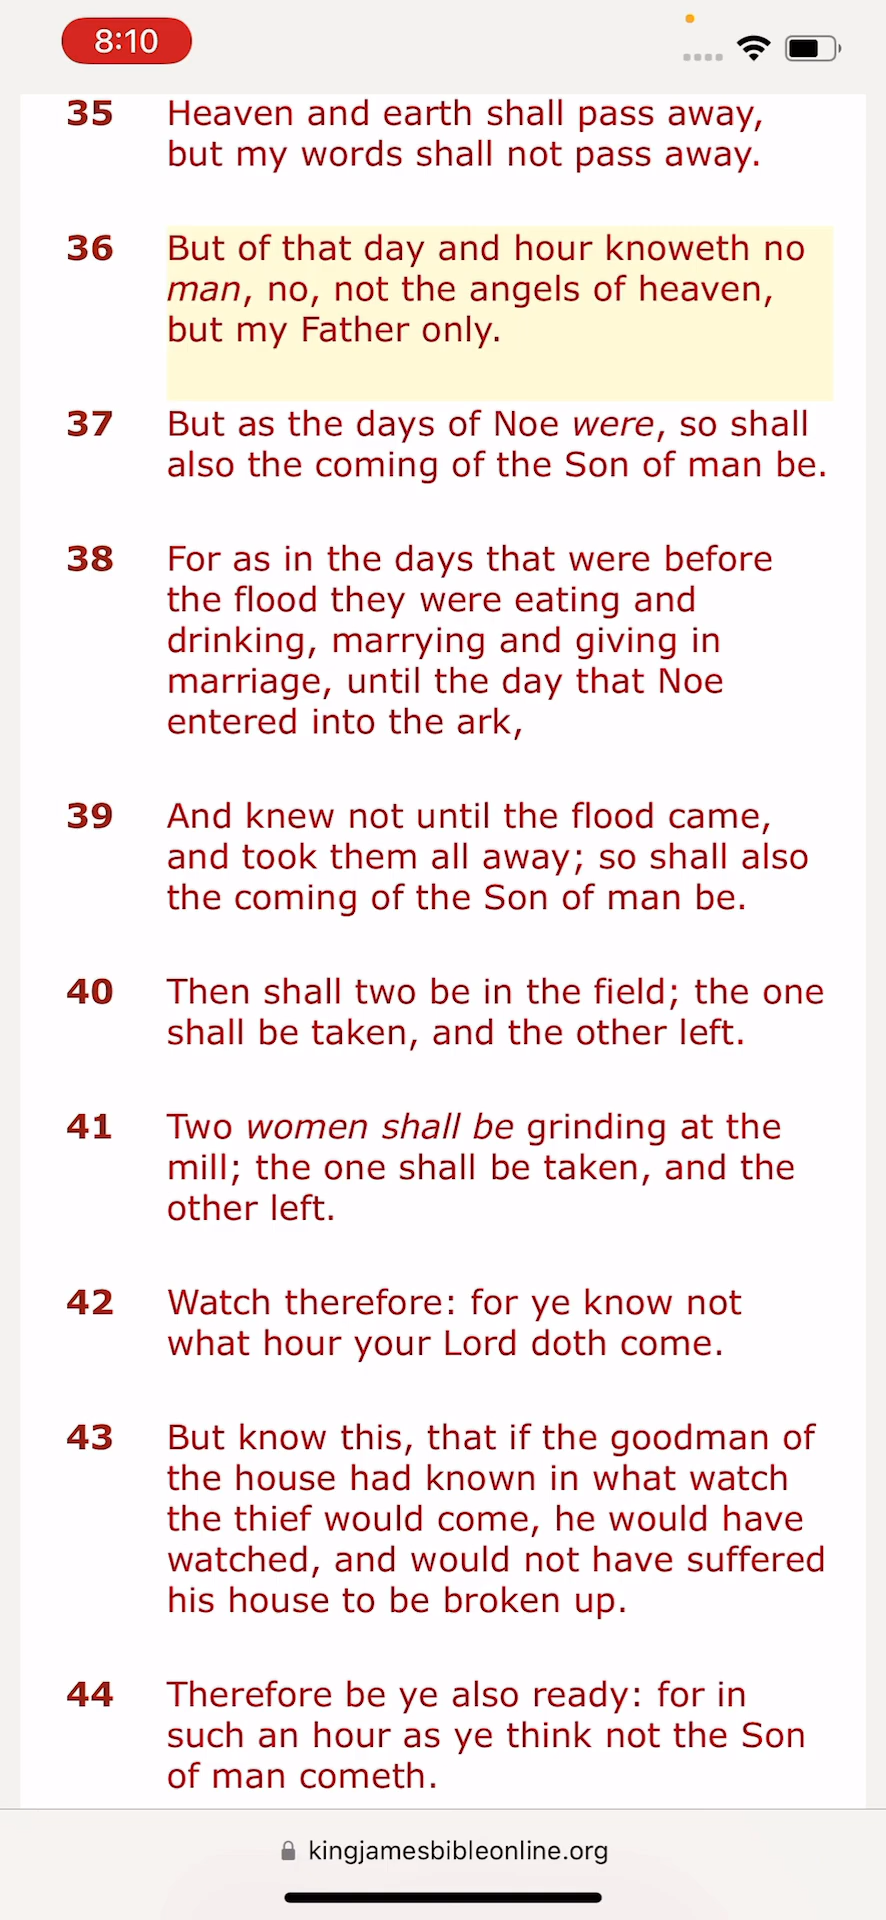 8:10
35 Heaven and earth shall pass away,
but my words shall not pass away.
36 But of that day and hour knoweth no
man, no, not the angels of heaven,
but my Father only.
37 But as the days of Noe were, so shall
also the coming of the Son of man be.
38 For as in the days that were before
the flood they were eating and
drinking, marrying and giving in
marriage, until the day that Noe
entered into the ark,
39 And knew not until the flood came,
and took them all away; so shall also
the coming of the Son of man be.
40 Then shall two be in the field; the one
shall be taken, and the other left.
41 Two women shall be grinding at the
mill; the one shall be taken, and the
other left.
42 Watch therefore: for ye know not
what hour your Lord doth come.
43 But know this, that if the goodman of
the house had known in what watch
the thief would come, he would have
watched, and would not have suffered
his house to be broken up.
44 Therefore be ye also ready: for in
such an hour as ye think not the Son
of man cometh.
kingjamesbibleonline.org